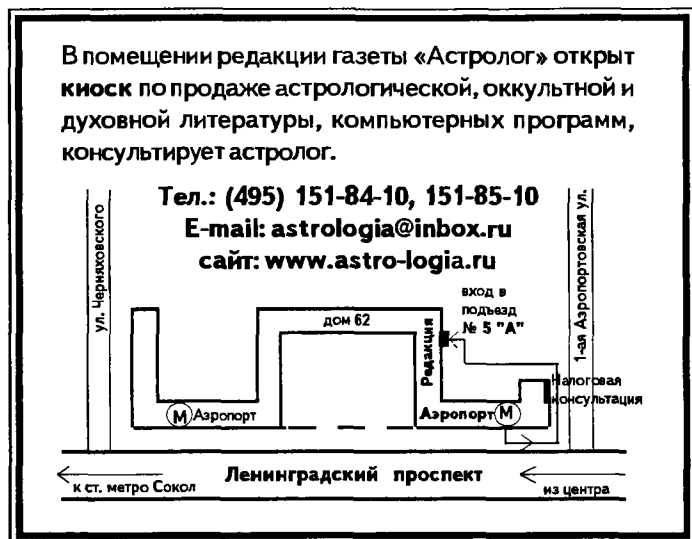 В помещении редакции газеты «Астролог» открыт
киоск по продаже астрологической, оккультной и
духовной литературы, компьютерных программ,
консультирует астролог.
Тел.: (495) 151-84-10, 151-85-10
E-mail: astrologia@inbox.ru
сайт: www.astro-logia.ru
ул. Черняховского
1-ая Аэропортовская ул.
вход в
подъезд
№ 5 "А"
дом 62
Редакция
Налоговая
консультация
М Аэропорт
Аэропорт М
Ленинградский проспект
к ст. метро Сокол
из центра